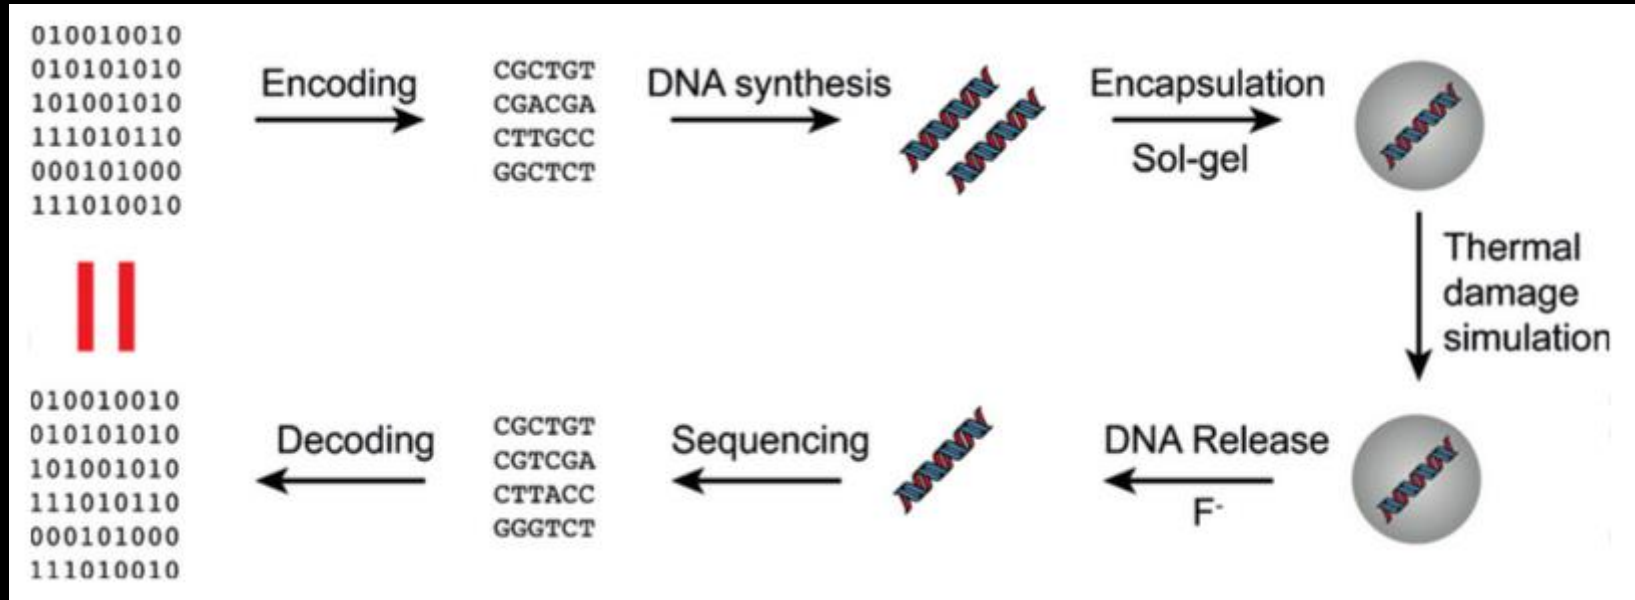 010010010
010101010
101001010
111010110
000101000
111010010
Encoding
CGCTGT
CGACGA
CTTGCC
GGCTCT
DNA synthesis
Encapsulation
Sol-gel
Thermal
damage
simulation
DNA Release
F-
Sequencing
CGCTGT
CGTCGA
CTTACC
GGGTCT
Decoding
010010010
010101010
101001010
111010110
000101000
111010010